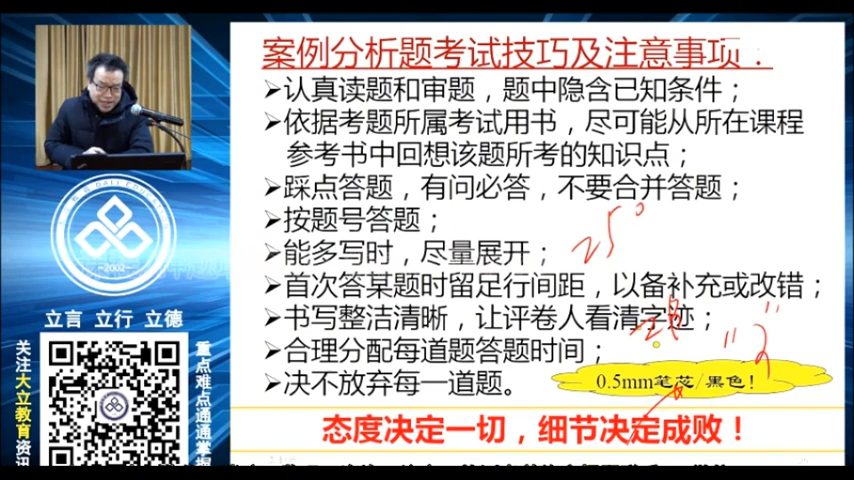 案例分析题考试技巧及注意事项：
➢认真读题和审题，题中隐含已知条件；
➢依据考题所属考试用书，尽可能从所在课程
参考书中回想该题所考的知识点；
➢踩点答题，有问必答，不要合并答题；
➢按题号答题；
➢能多写时，尽量展开；
25°
➢首次答某题时留足行间距，以备补充或改错；
➢书写整洁清晰，让评卷人看清字迹；
➢合理分配每道题答题时间；
➢决不放弃每一道题。
0.5mm笔芯/黑色！
态度决定一切，细节决定成败！
~2002~
立言 立行 立德
关注大立教育资讯
重点难点通通掌握